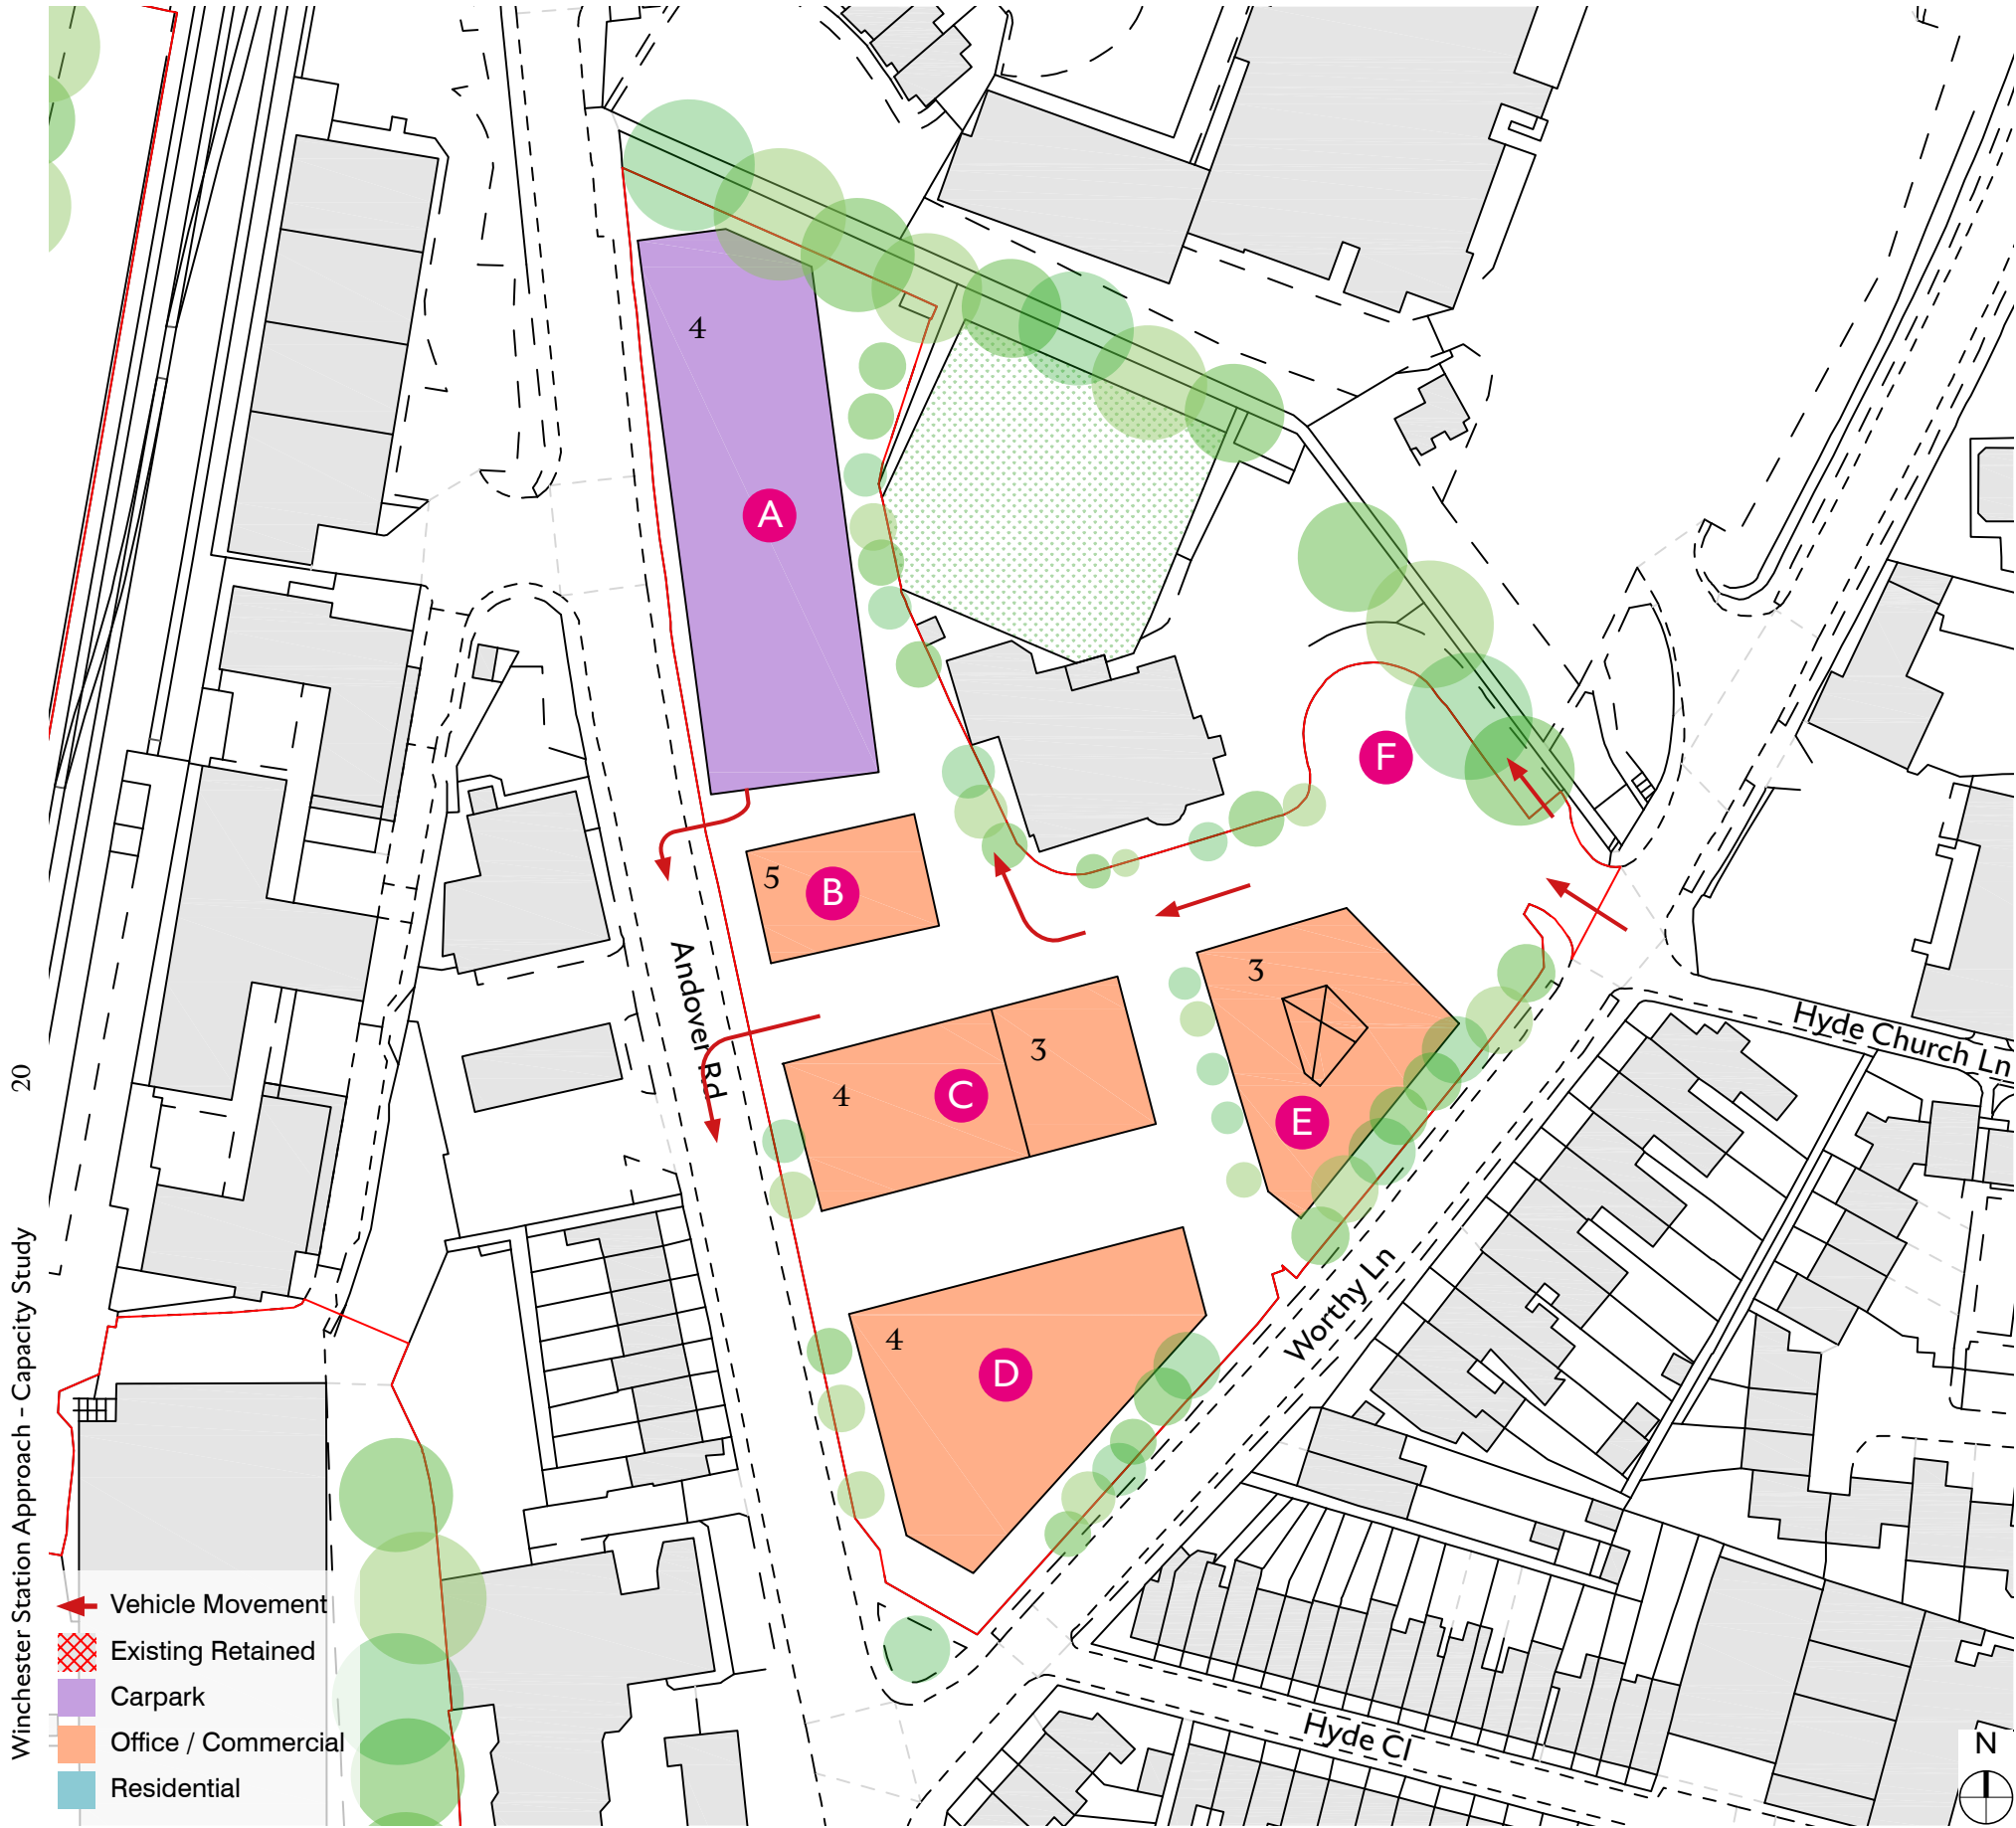 4
A
F
5
B
3
E
Andover Rd
4
C
3
Hyde Church Ln
4
D
Worthy Ln
Hyde Cl
20
Winchester Station Approach - Capacity Study
Vehicle Movement
Existing Retained
Carpark
Office / Commercial
Residential
N